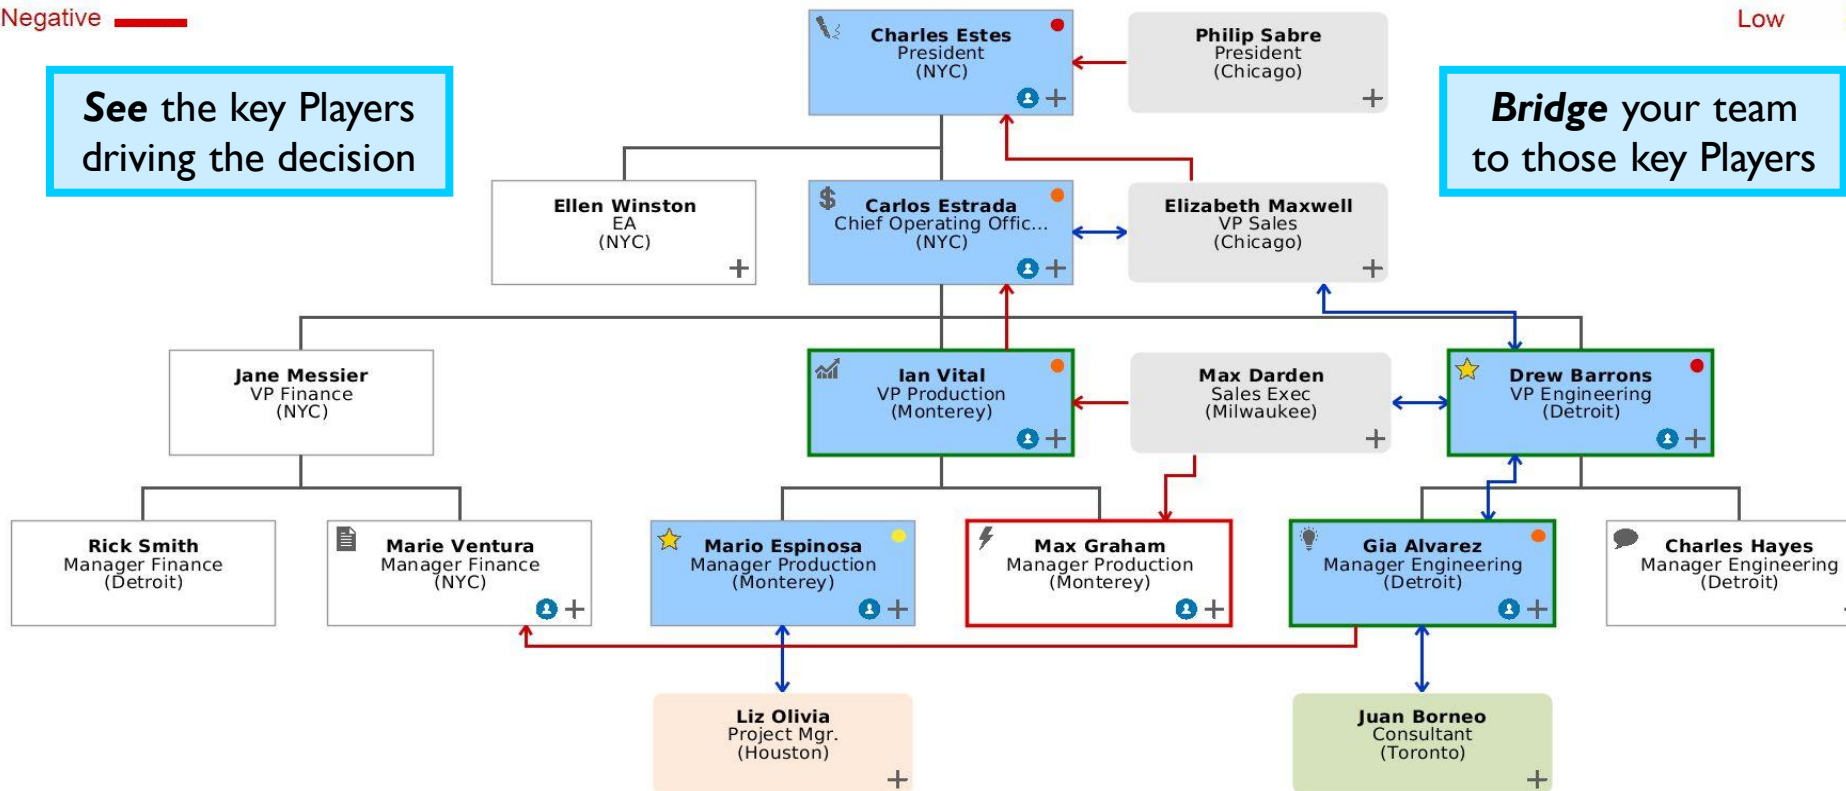 Negative
Low
See the key Players
driving the decision
Bridge your team
to those key Players
Charles Estes
President
(NYC)
Philip Sabre
President
(Chicago)
Ellen Winston
EA
(NYC)
$
Carlos Estrada
Chief Operating Offic...
(NYC)
Elizabeth Maxwell
VP Sales
(Chicago)
Jane Messier
VP Finance
(NYC)
Ian Vital
VP Production
(Monterey)
Max Darden
Sales Exec
(Milwaukee)
Drew Barrons
VP Engineering
(Detroit)
Rick Smith
Manager Finance
(Detroit)
Marie Ventura
Manager Finance
(NYC)
Mario Espinosa
Manager Production
(Monterey)
Max Graham
Manager Production
(Monterey)
Gia Alvarez
Manager Engineering
(Detroit)
Charles Hayes
Manager Engineering
(Detroit)
Liz Olivia
Project Mgr.
(Houston)
Juan Borneo
Consultant
(Toronto)